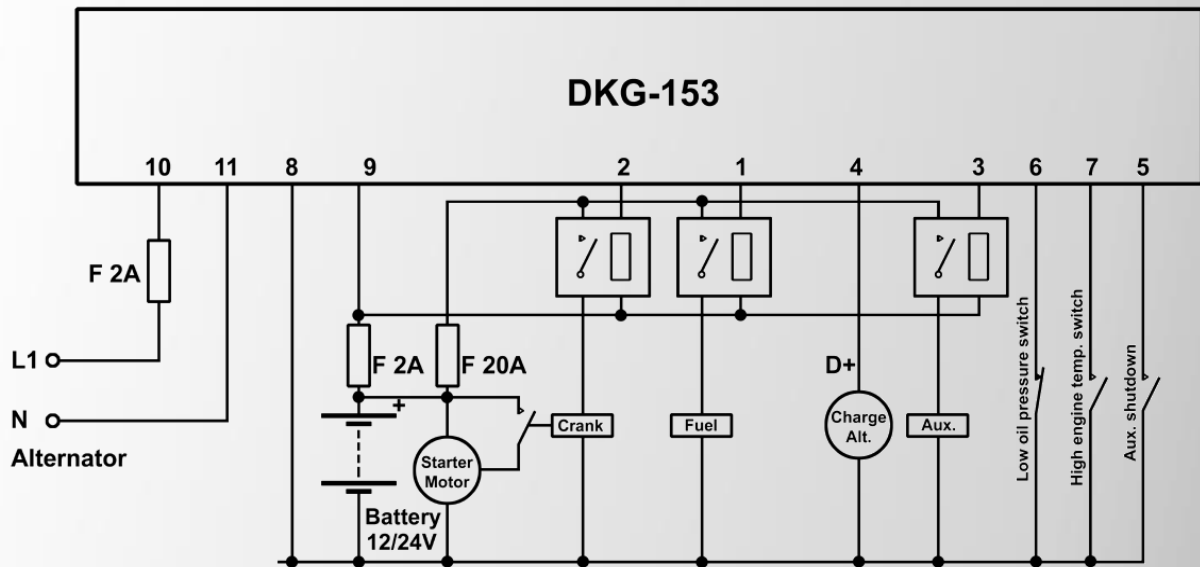 DKG-153
10 11 8 9 2 1 4 3 6 7 5
F 2A
L1
N
Alternator
F 2A
F 20A
+
Battery
12/24V
Starter
Motor
Crank
Fuel
D+
Charge
Alt.
Aux.
Low oil pressure switch
High engine temp. switch
Aux. shutdown